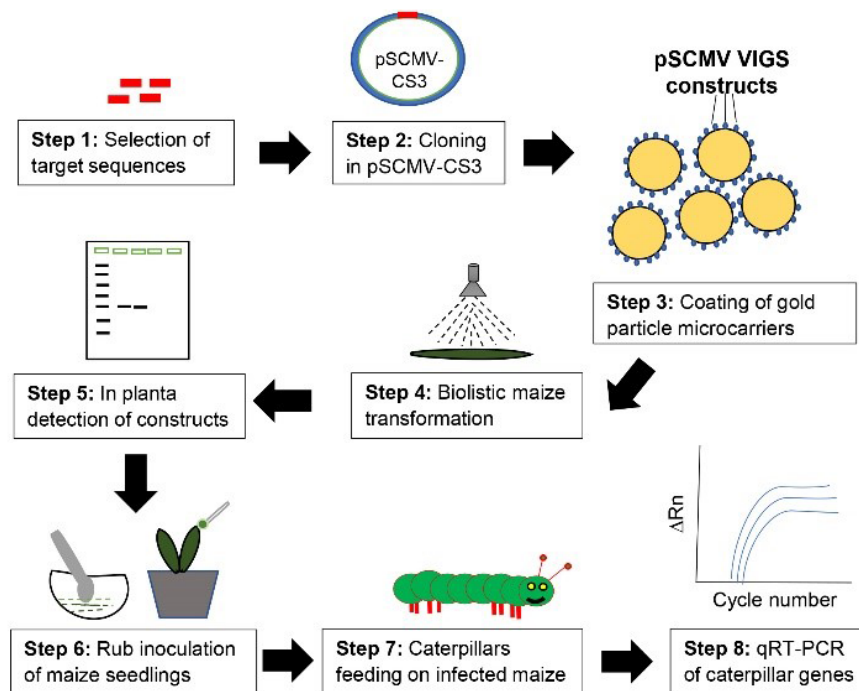 pSCMV-
CS3
pSCMV VIGS
constructs
Step 1: Selection of
target sequences
Step 2: Cloning
in pSCMV-CS3
Step 3: Coating of gold
particle microcarriers
Step 4: Biolistic maize
transformation
Step 5: In planta
detection of constructs
Step 6: Rub inoculation
of maize seedlings
Step 7: Caterpillars
feeding on infected maize
ΔRn
Cycle number
Step 8: qRT-PCR
of caterpillar genes